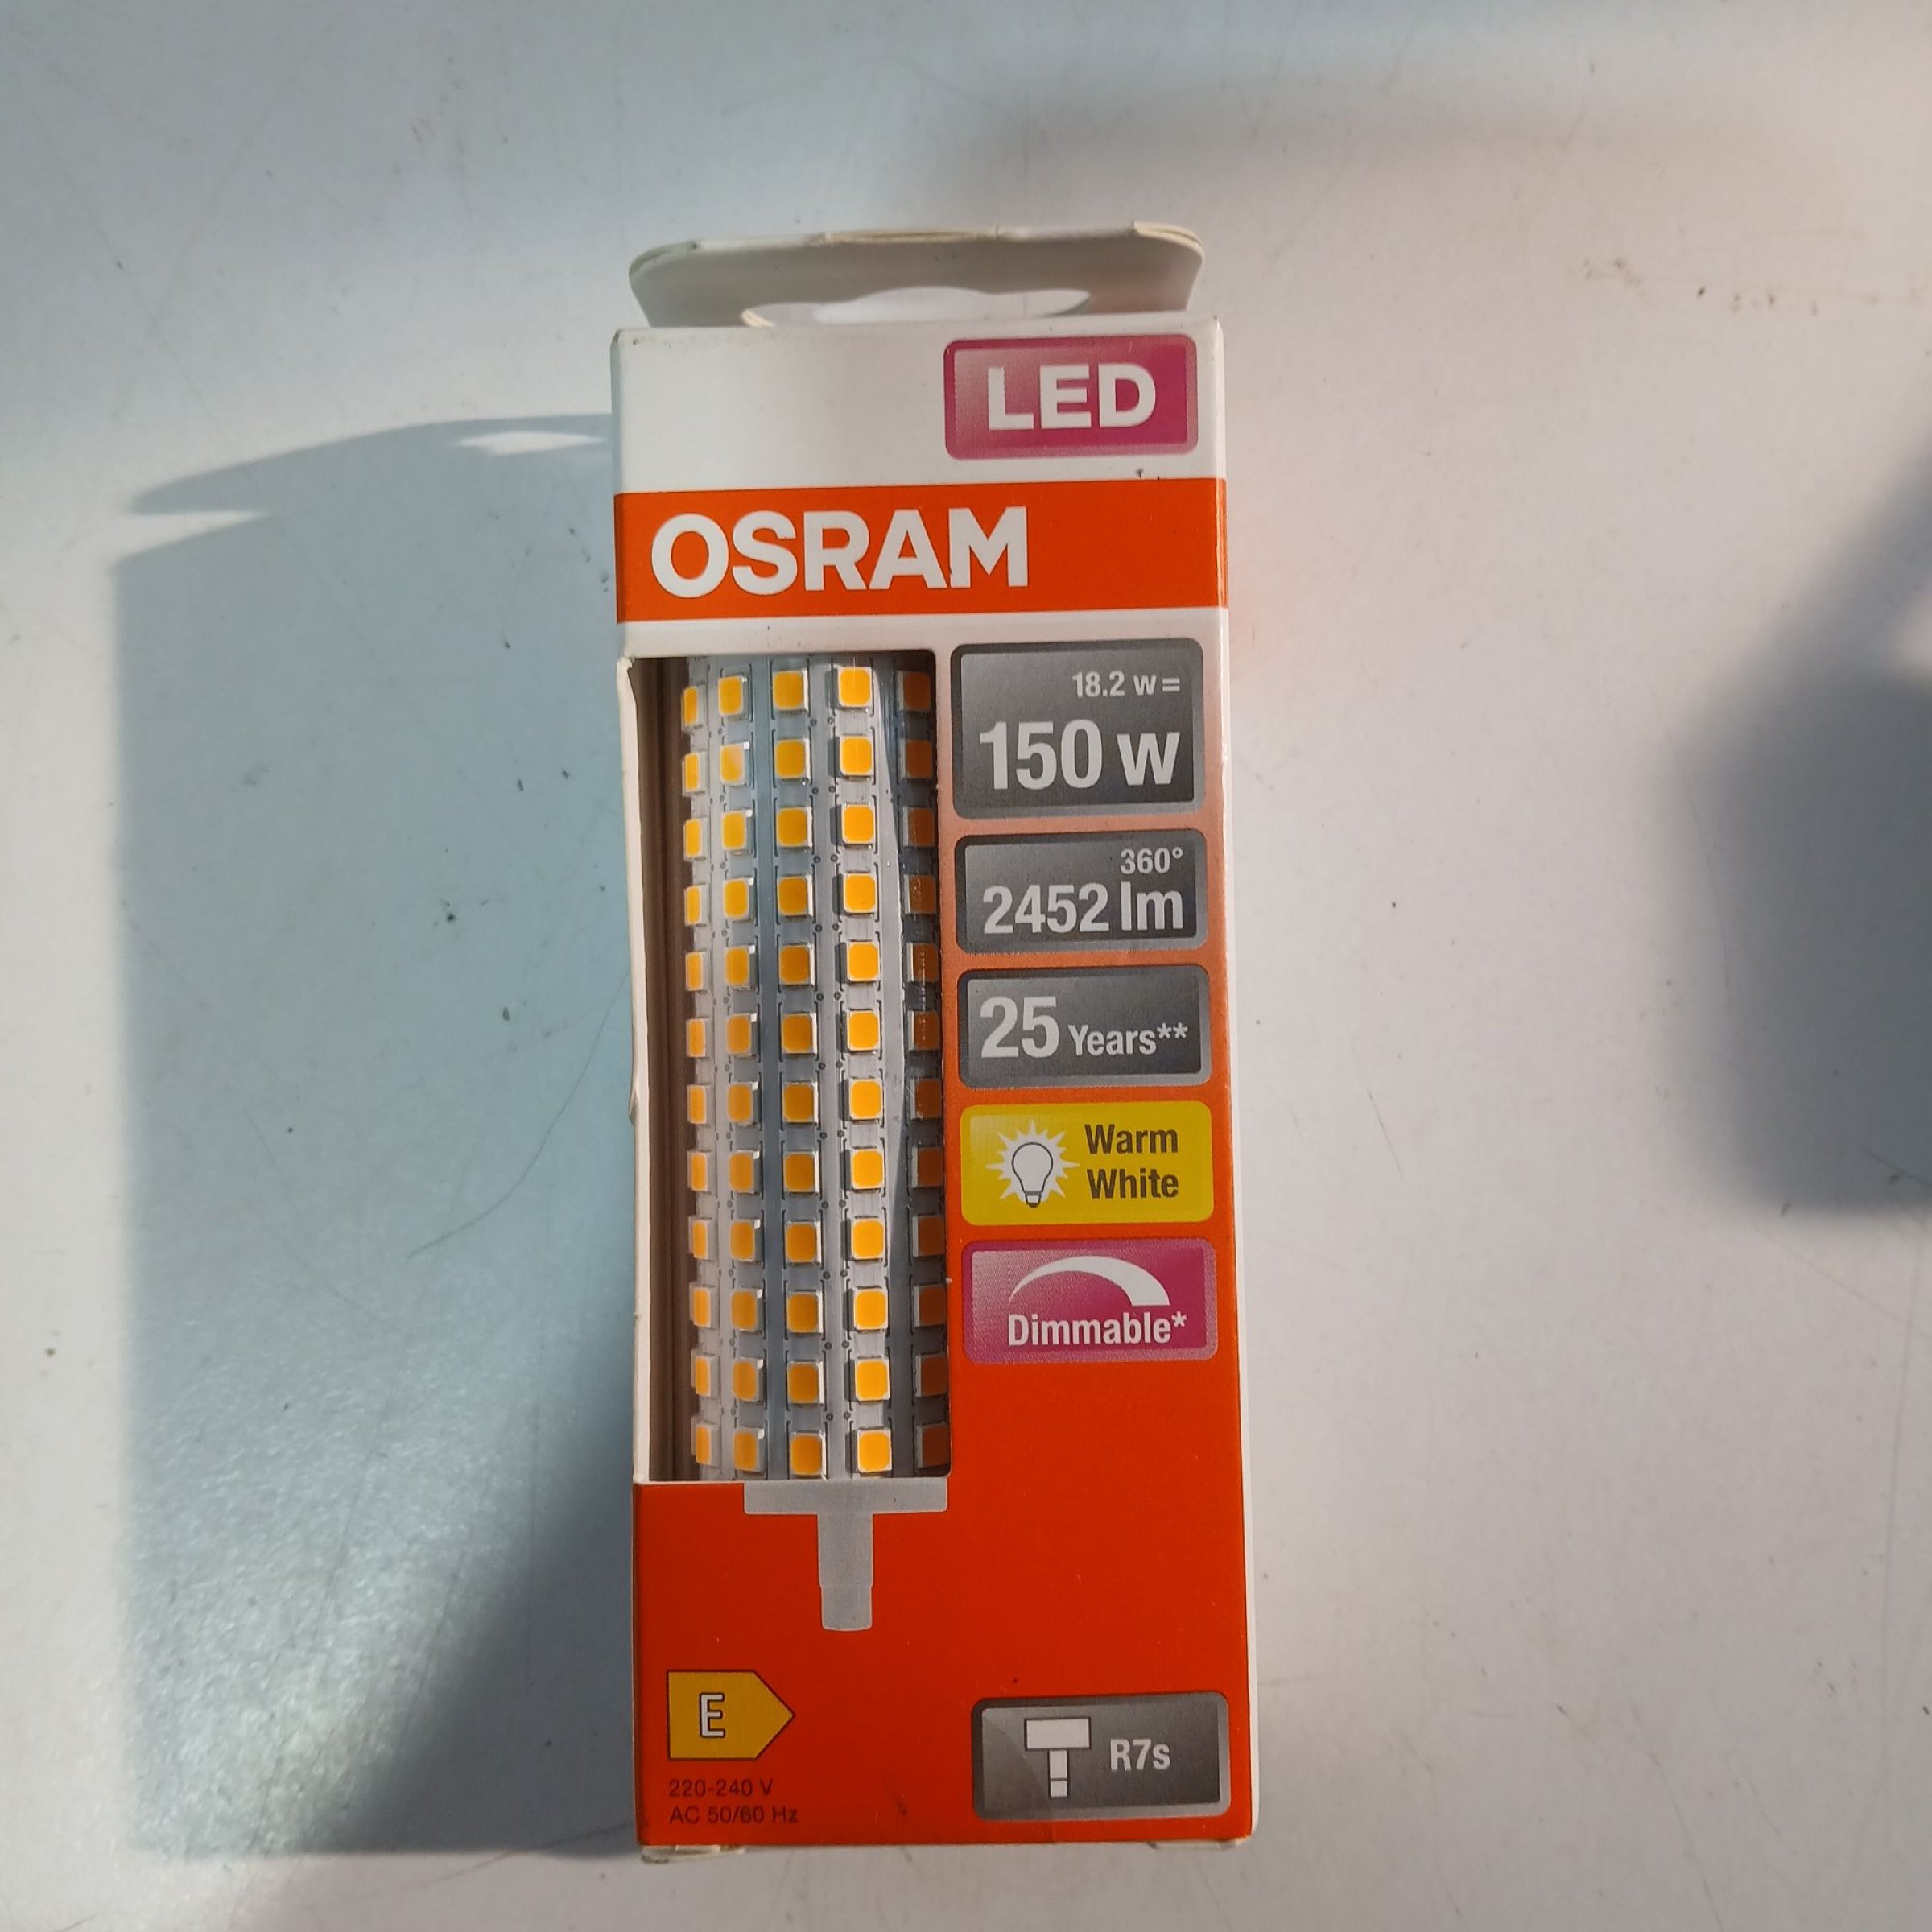 LED
OSRAM
18.2 w=
150 w
360°
2452 lm
25 Years**
Warm
White
Dimmable*
E
220-240 V
AC 50/60 Hz
R7s